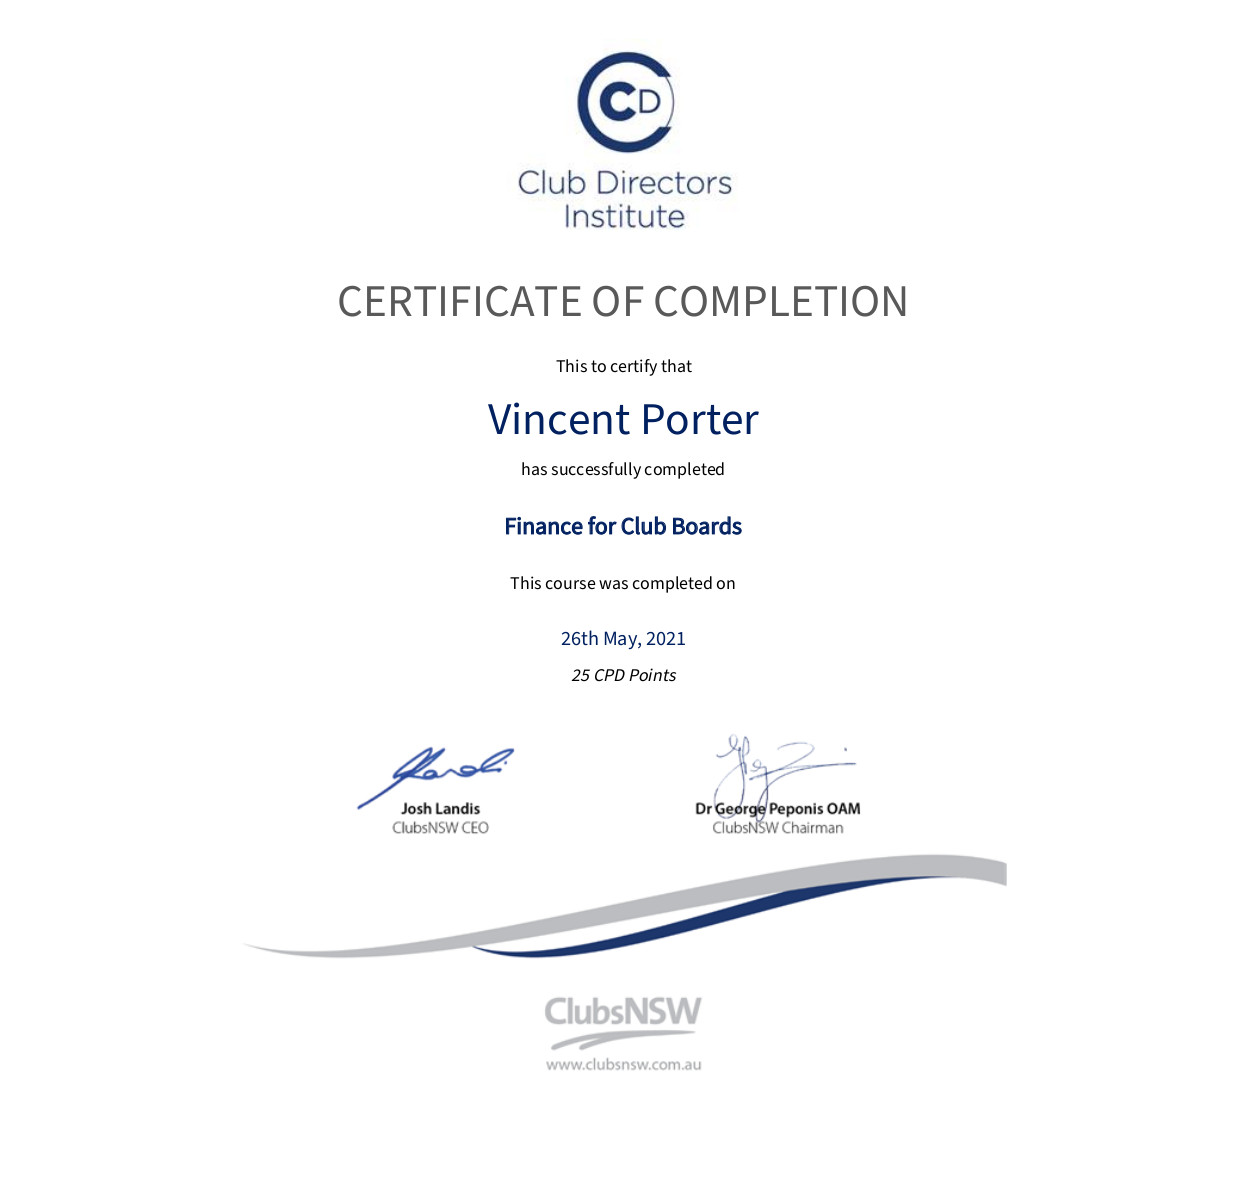 CD
Club Directors
Institute
CERTIFICATE OF COMPLETION
This to certify that
Vincent Porter
has successfully completed
Finance for Club Boards
This course was completed on
26th May, 2021
25 CPD Points
Josh Landis
ClubsNSW CEO
Dr George Peponis OAM
ClubsNSW Chairman
ClubsNSW
www.clubsnsw.com.au